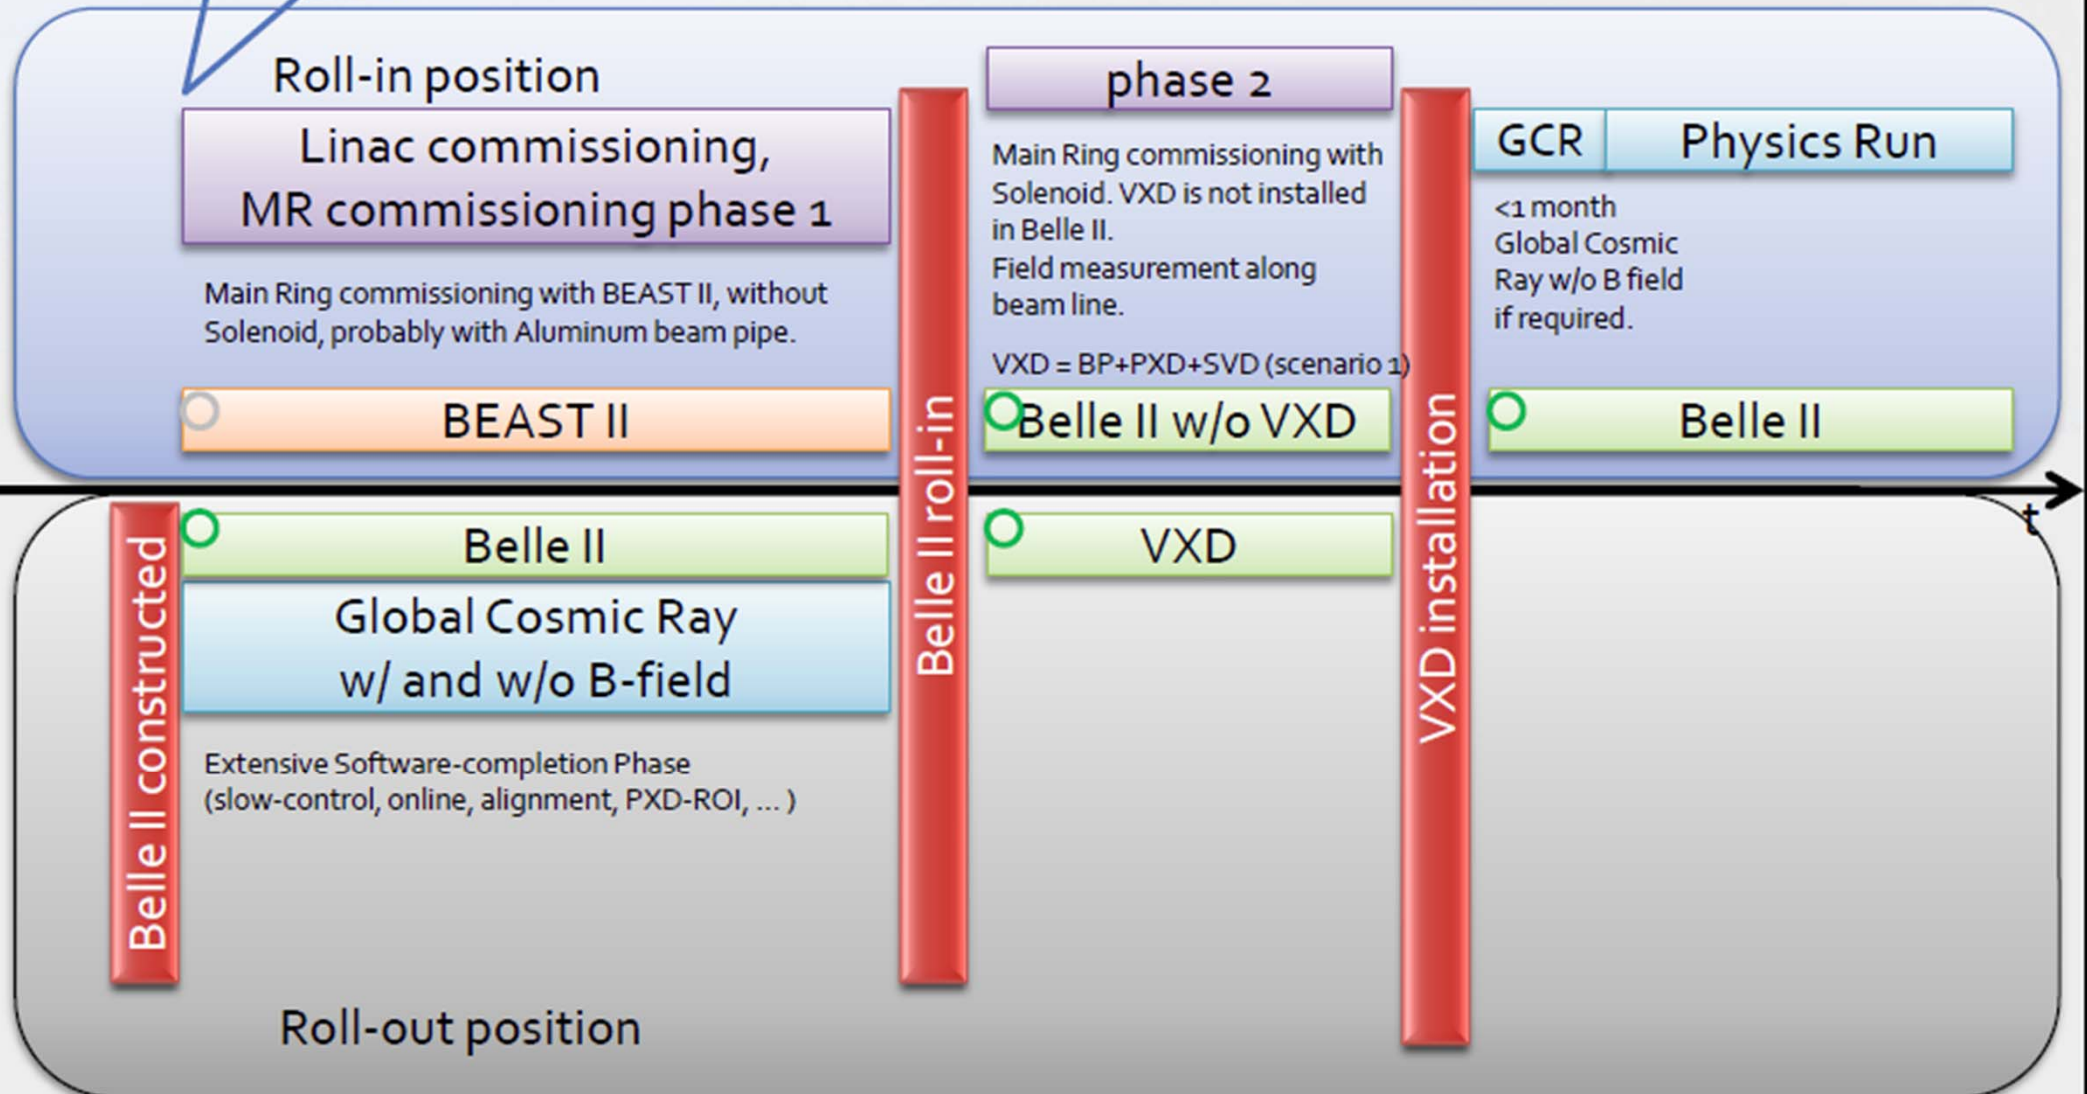 Roll-in position
Linac commissioning,
MR commissioning phase 1
Main Ring commissioning with BEAST II, without
Solenoid, probably with Aluminum beam pipe.
BEAST II
Belle II roll-in
phase 2
Main Ring commissioning with
Solenoid. VXD is not installed
in Belle II.
Field measurement along
beam line.
VXD = BP+PXD+SVD (scenario 1)
Belle II w/o VXD
VXD installation
GCR
Physics Run
<1 month
Global Cosmic
Ray w/o B field
if required.
Belle II
t
Belle II constructed
Belle II
Global Cosmic Ray
w/ and w/o B-field
Extensive Software-completion Phase
(slow-control, online, alignment, PXD-ROI, ... )
VXD
Roll-out position